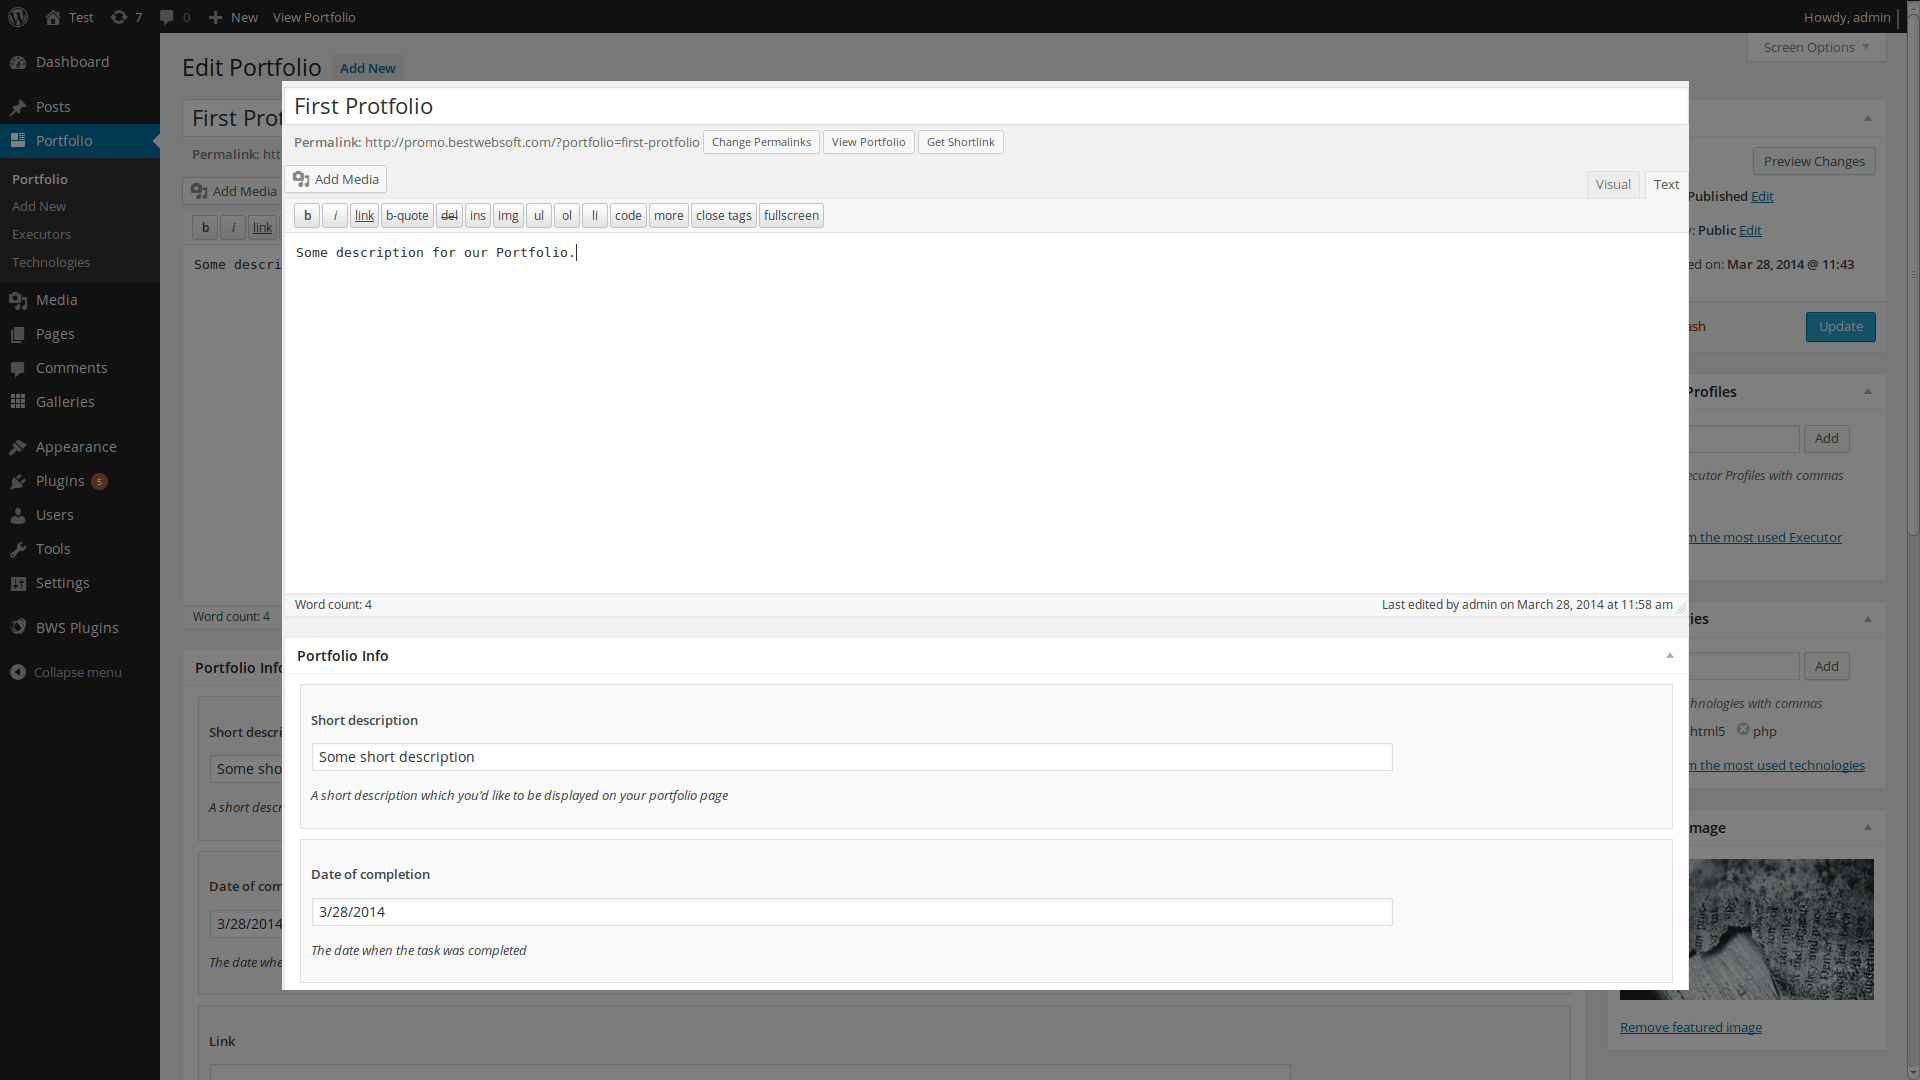 Test 7 0 New View Portfolio Howdy, admin
Screen Options
Dashboard
Posts
Portfolio
Portfolio
Add New
Executors
Technologies
Media
Pages
Comments
Galleries
Appearance
Plugins 5
Users
Tools
Settings
BWS Plugins
Collapse menu
Edit Portfolio Add New
First Prot
Permalink: htt
Add Media
b i link
Some descri
Word count: 4
Portfolio Info
Short descri
Some sho
A short descr
Date of com
3/28/2014
The date whe
Link
First Protfolio
Permalink: http://promo.bestwebsoft.com/?portfolio=first-protfolio Change Permalinks View Portfolio Get Shortlink
Add Media
Visual Text
b i link b-quote del ins img ul ol li code more close tags fullscreen
Some description for our Portfolio.
Word count: 4 Last edited by admin on March 28, 2014 at 11:58 am
Portfolio Info
Short description
Some short description
A short description which you'd like to be displayed on your portfolio page
Date of completion
3/28/2014
The date when the task was completed
Preview Changes
Published Edit
: Public Edit
ed on: Mar 28, 2014 @ 11:43
ash Update
Profiles
Add
ecutor Profiles with commas
m the most used Executor
ies
Add
hnologies with commas
html5 php
m the most used technologies
mage
Remove featured image